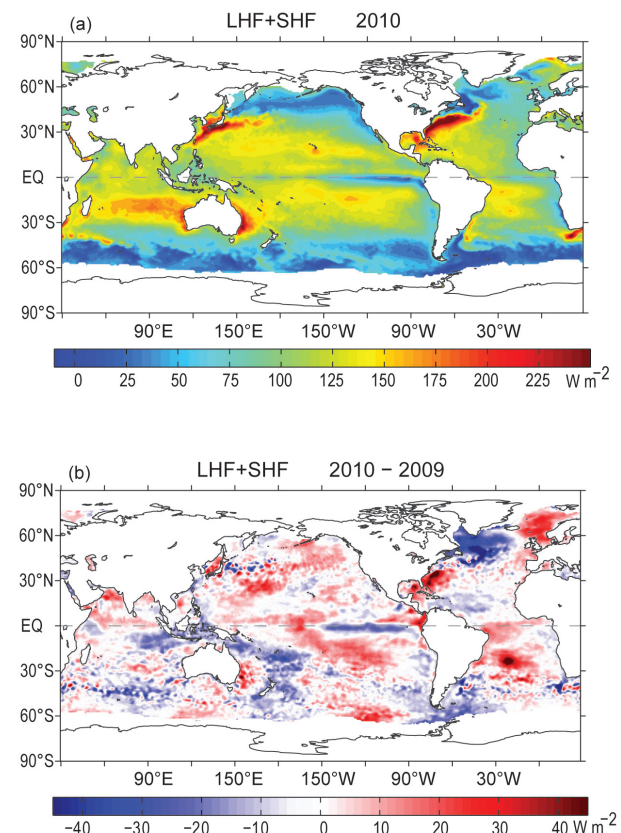 (a) LHF+SHF 2010
90°N
60°N
30°N
EQ
30°S
60°S
90°S
90°E 150°E 150°W 90°W 30°W
0 25 50 75 100 125 150 175 200 225 W m⁻²
(b) LHF+SHF 2010 − 2009
90°N
60°N
30°N
EQ
30°S
60°S
90°S
90°E 150°E 150°W 90°W 30°W
−40 −30 −20 −10 0 10 20 30 40 W m⁻²